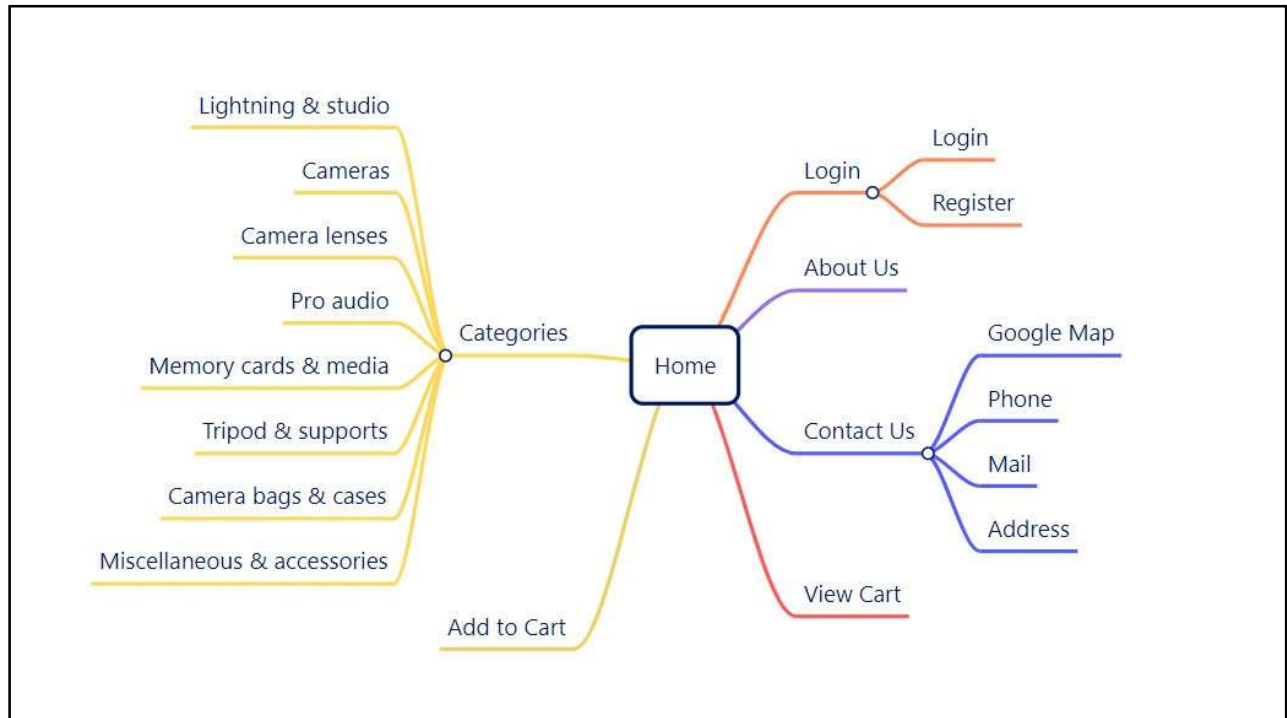 Lightning & studio
Cameras
Camera lenses
Pro audio
Memory cards & media
Tripod & supports
Camera bags & cases
Miscellaneous & accessories
Categories
Add to Cart
Home
Login
Login
Register
About Us
Contact Us
Google Map
Phone
Mail
Address
View Cart